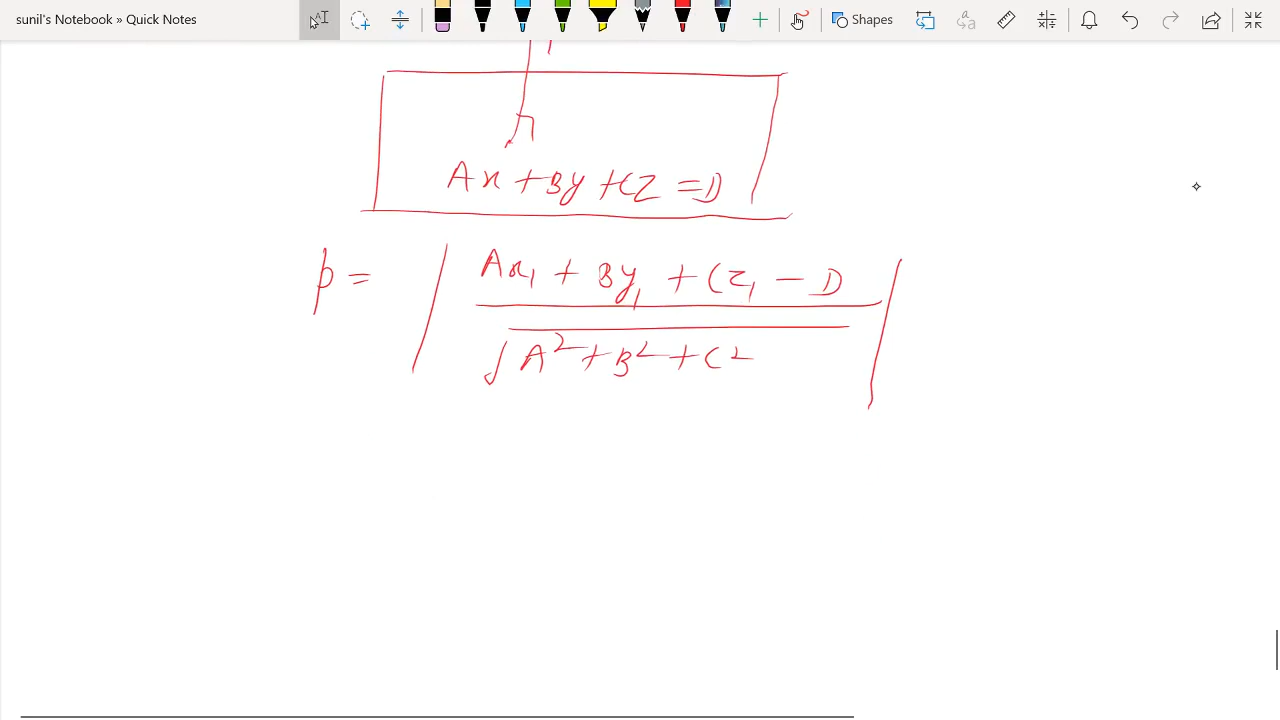 sunil's Notebook » Quick Notes
Shapes
Ax + By + Cz = D
p = | Ax₁ + By₁ + Cz₁ - D / √A² + B² + C² |